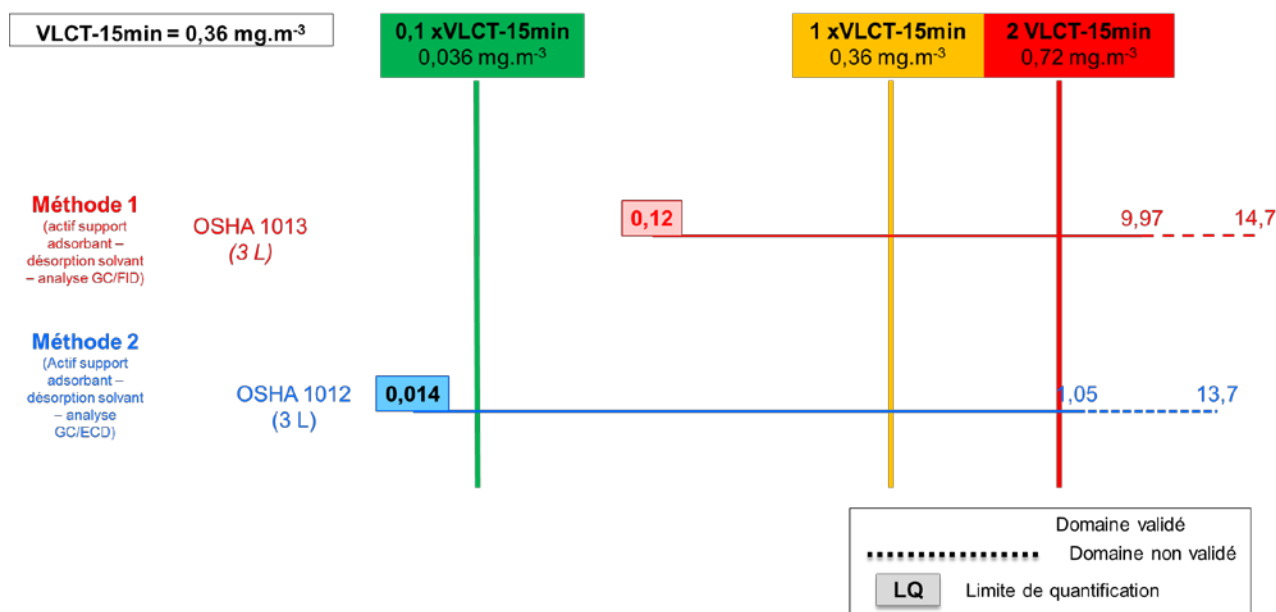 VLCT-15min = 0,36 mg.m-3
0,1 xVLCT-15min
0,036 mg.m-3
1 xVLCT-15min
0,36 mg.m-3
2 VLCT-15min
0,72 mg.m-3
Méthode 1
(actif support
adsorbant –
désorption solvant
– analyse GC/FID)
OSHA 1013
(3 L)
0,12
9,97
14,7
Méthode 2
(Actif support
adsorbant –
désorption solvant
– analyse
GC/ECD)
OSHA 1012
(3 L)
0,014
1,05
13,7
Domaine validé
Domaine non validé
LQ
Limite de quantification